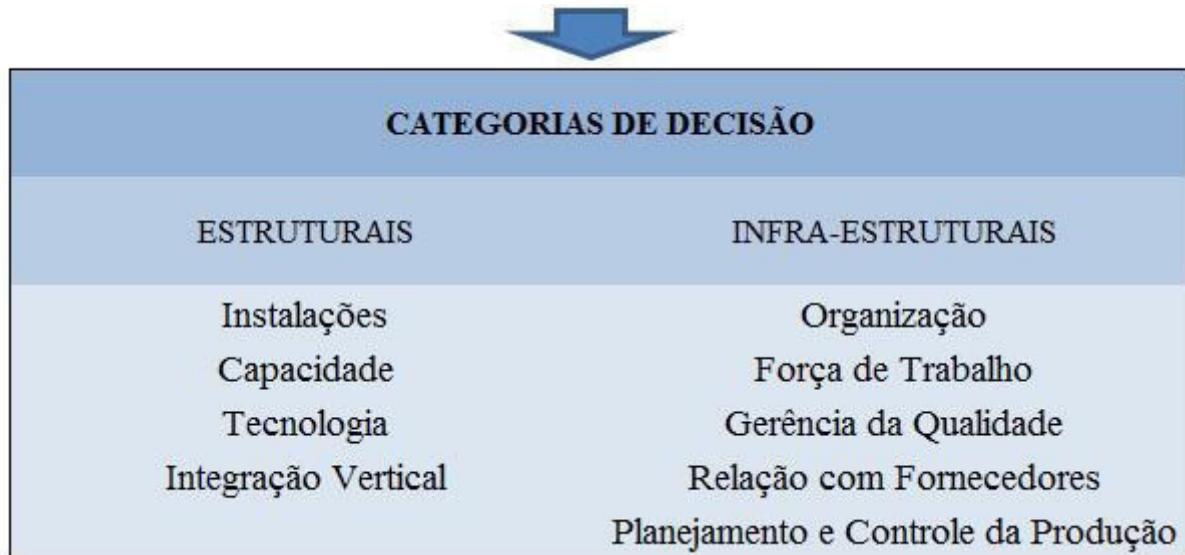 CATEGORIAS DE DECISÃO
ESTRUTURAIS
INFRA-ESTRUTURAIS
Instalações
Organização
Capacidade
Força de Trabalho
Tecnologia
Gerência da Qualidade
Integração Vertical
Relação com Fornecedores
Planejamento e Controle da Produção